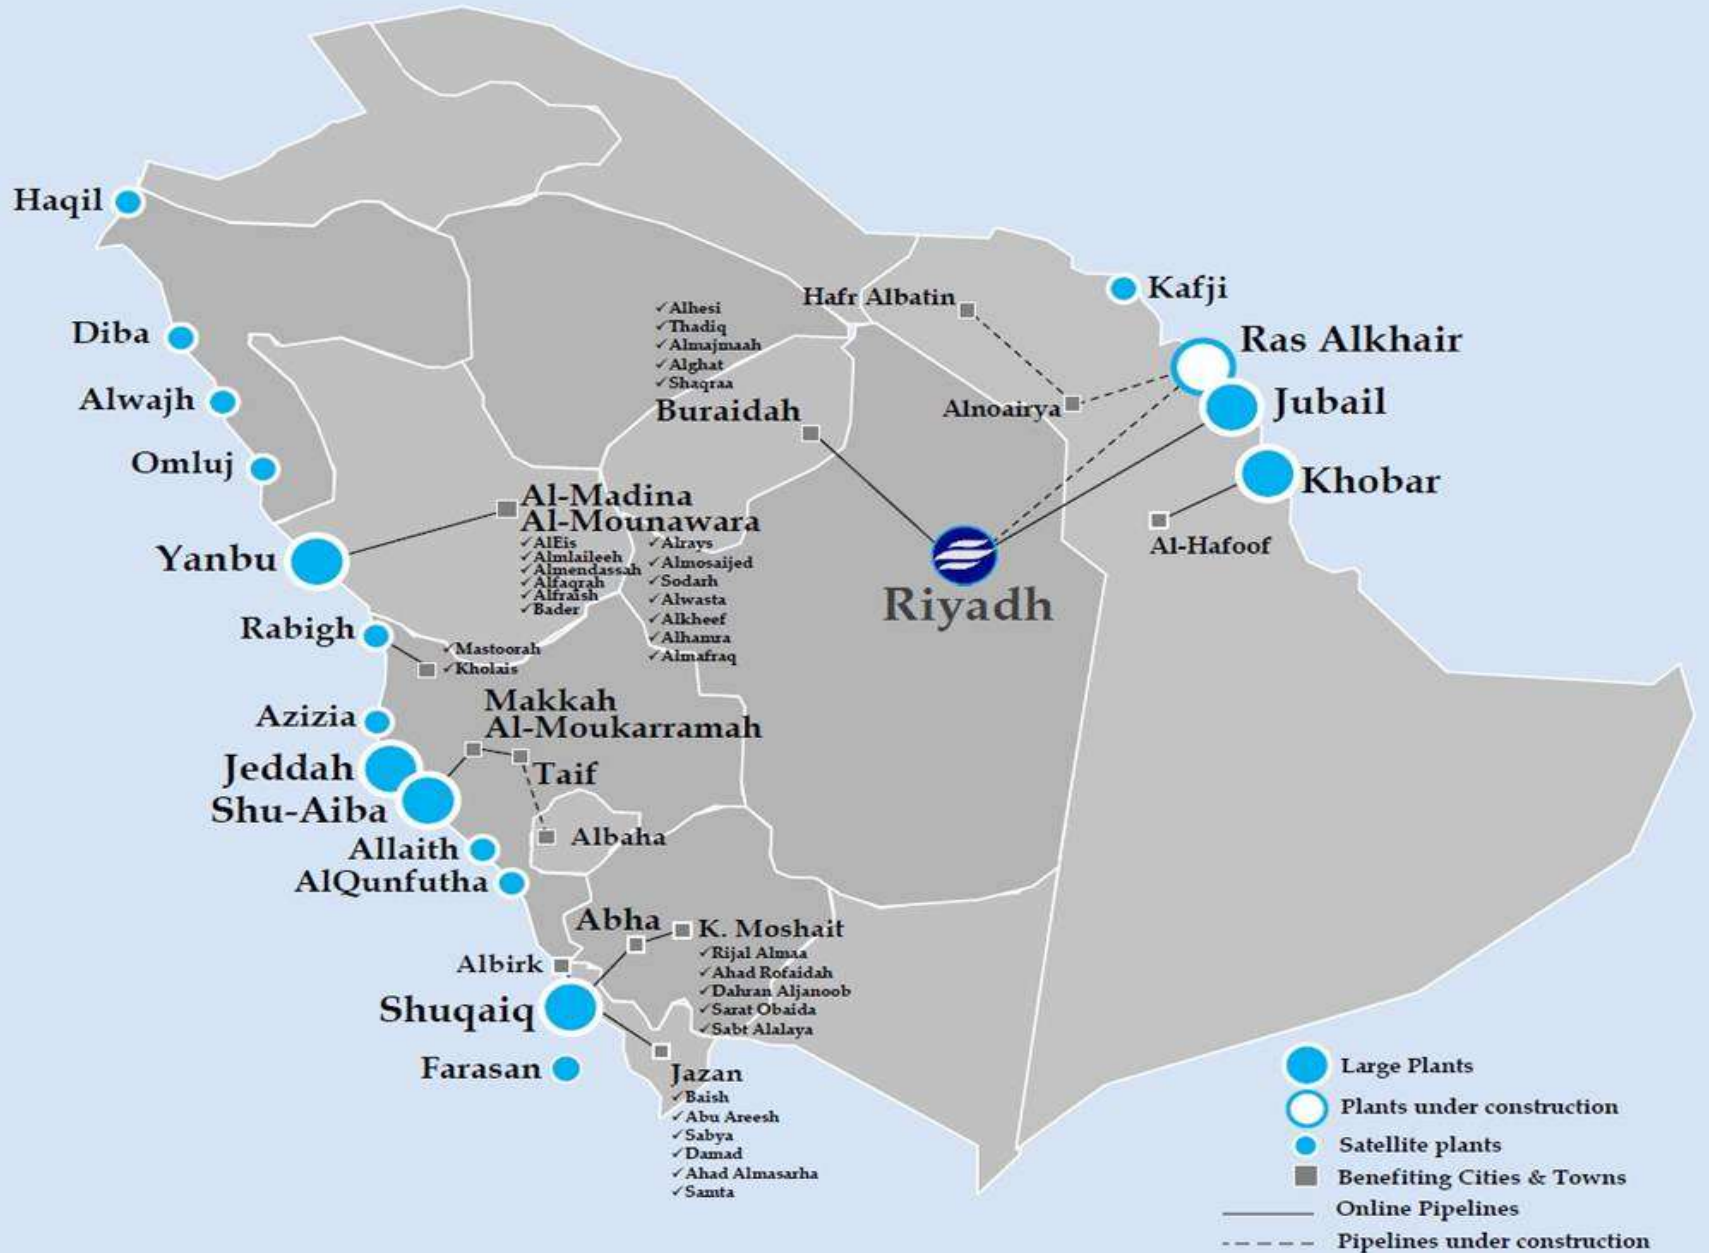 Haqil
Diba
Alwajh
Omluj
Yanbu
Rabigh
Azizia
Jeddah
Shu-Aiba
Allaith
AlQunfutha
Albirk
Shuqaiq
Farasan
✓Alhesi
✓Thadiq
✓Almajmaah
✓Alghat
✓Shaqraa
Buraidah
Hafr Albatin
Alnoairya
Kafji
Ras Alkhair
Jubail
Khobar
Al-Hafoof
Riyadh
Al-Madina
Al-Mounawara
✓AlEis
✓Almlaileeh
✓Almendassah
✓Alfaqrah
✓Alfraish
✓Bader
✓Alrays
✓Almosaijed
✓Sodarh
✓Alwasta
✓Alkheef
✓Alhamra
✓Almafraq
✓Mastoorah
✓Kholais
Makkah
Al-Moukarramah
Taif
Albaha
Abha
K. Moshait
✓Rijal Almaa
✓Ahad Rofaidah
✓Dahran Aljanoob
✓Sarat Obaida
✓Sabt Alalaya
Jazan
✓Baish
✓Abu Areesh
✓Sabya
✓Damad
✓Ahad Almasarha
✓Samta
Large Plants
Plants under construction
Satellite plants
Benefiting Cities & Towns
Online Pipelines
Pipelines under construction